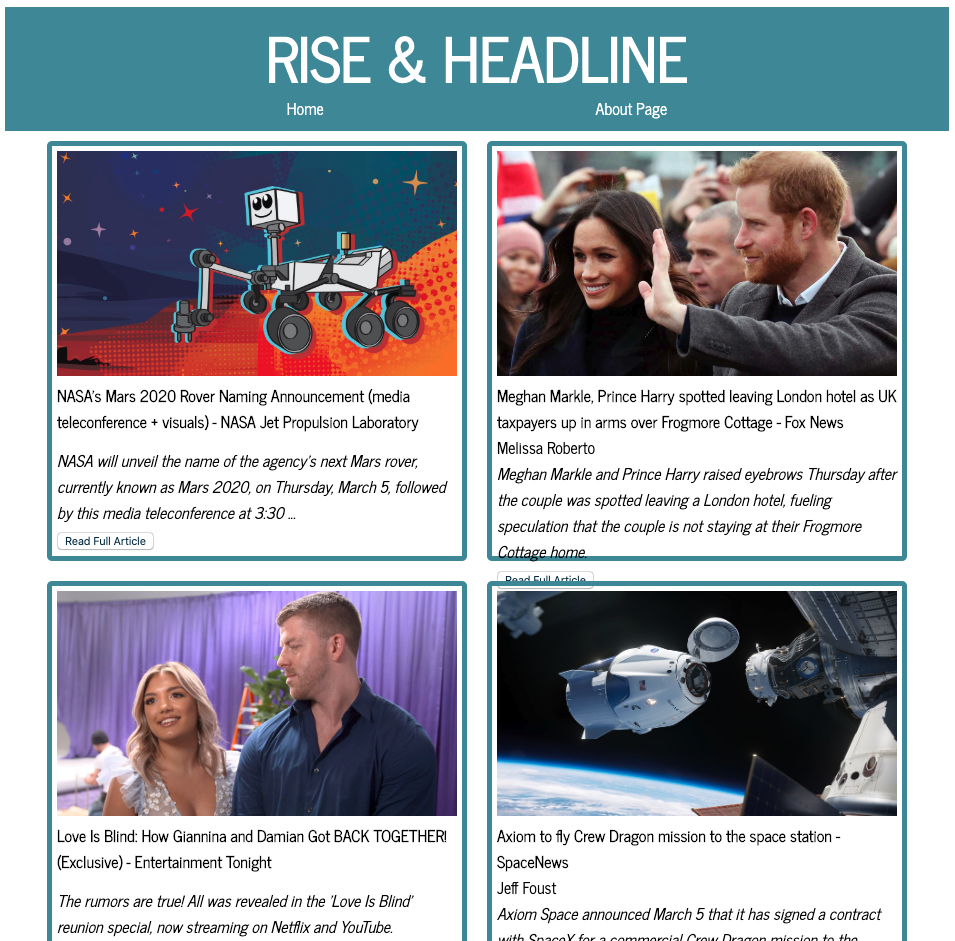 RISE & HEADLINE
Home
About Page
NASA's Mars 2020 Rover Naming Announcement (media
teleconference + visuals) - NASA Jet Propulsion Laboratory
NASA will unveil the name of the agency's next Mars rover,
currently known as Mars 2020, on Thursday, March 5, followed
by this media teleconference at 3:30 ...
Read Full Article
Meghan Markle, Prince Harry spotted leaving London hotel as UK
taxpayers up in arms over Frogmore Cottage - Fox News
Melissa Roberto
Meghan Markle and Prince Harry raised eyebrows Thursday after
the couple was spotted leaving a London hotel, fueling
speculation that the couple is not staying at their Frogmore
Cottage home.
Read Full Article
Love Is Blind: How Giannina and Damian Got BACK TOGETHER!
(Exclusive) - Entertainment Tonight
The rumors are true! All was revealed in the 'Love Is Blind'
reunion special, now streaming on Netflix and YouTube.
Axiom to fly Crew Dragon mission to the space station -
SpaceNews
Jeff Foust
Axiom Space announced March 5 that it has signed a contract
with SpaceX for a commercial Crew Dragon mission to the